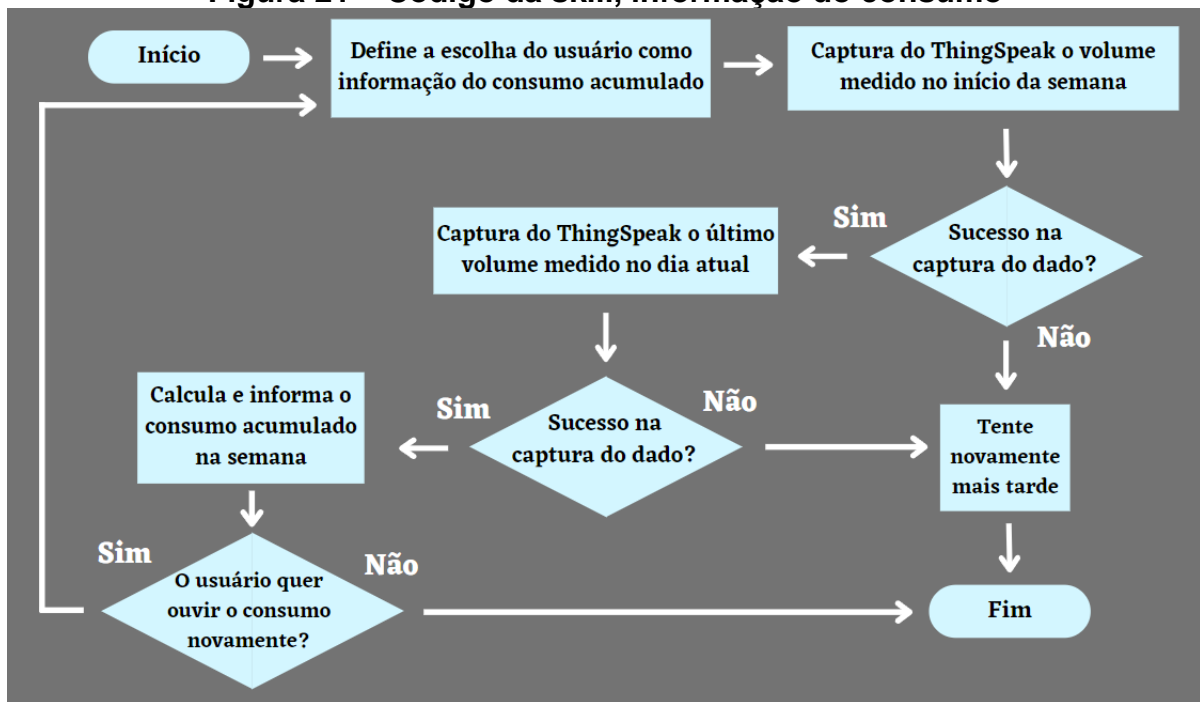 Início
Define a escolha do usuário como
informação do consumo acumulado
Captura do ThingSpeak o volume
medido no início da semana
Sucesso na
captura do dado?
Sim
Não
Captura do ThingSpeak o último
volume medido no dia atual
Sucesso na
captura do dado?
Sim
Não
Calcula e informa o
consumo acumulado
na semana
Tente
novamente
mais tarde
O usuário quer
ouvir o consumo
novamente?
Sim
Não
Fim